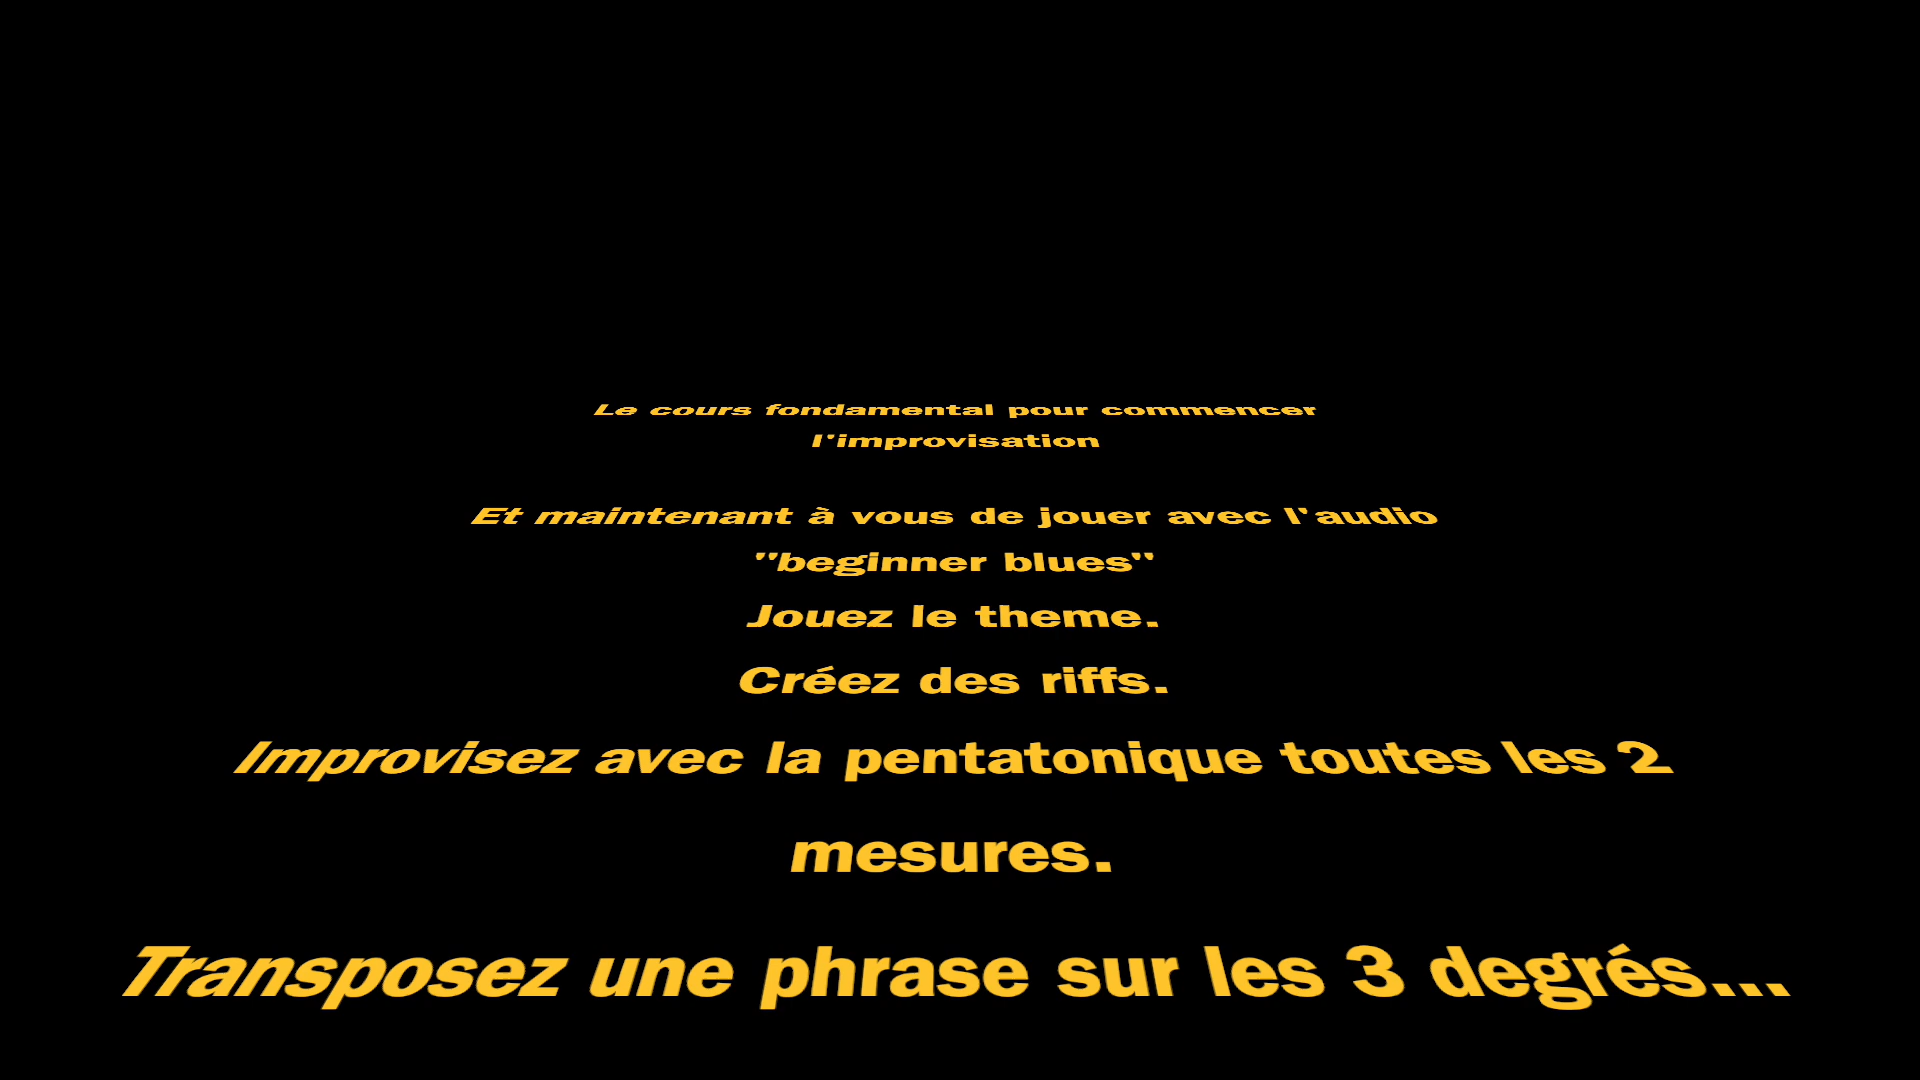 Le cours fondamental pour commencer
l'improvisation
Et maintenant à vous de jouer avec l'audio
"beginner blues"
Jouez le theme.
Créez des riffs.
Improvisez avec la pentatonique toutes les 2
mesures.
Transposez une phrase sur les 3 degrés...